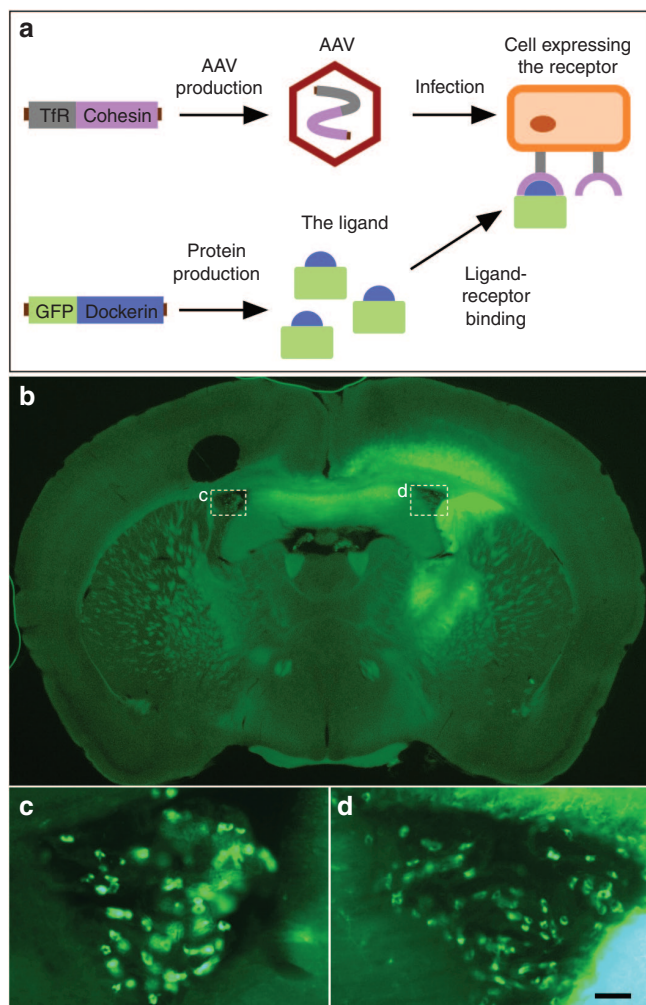 a
AAV
production
AAV
Infection
Cell expressing
the receptor
TfR Cohesin
Protein
production
The ligand
Ligand-
receptor
binding
GFP Dockerin
b
c
d
c
d